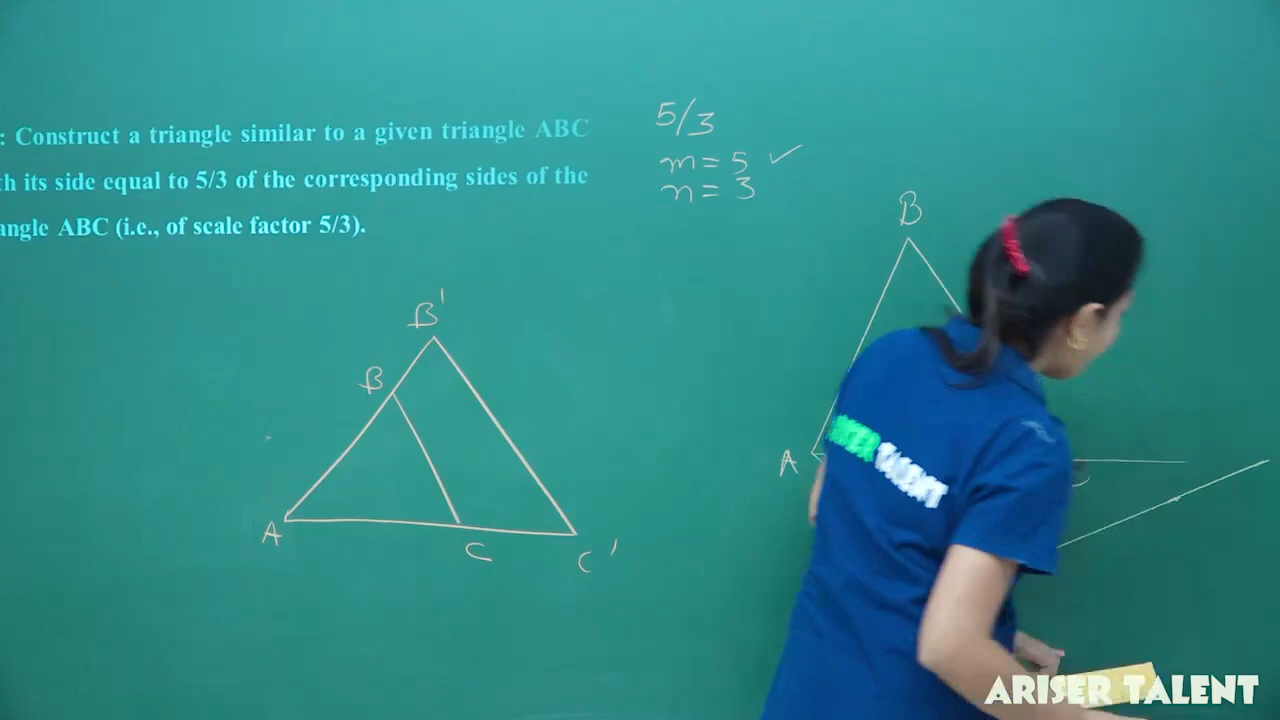 : Construct a triangle similar to a given triangle ABC
th its side equal to 5/3 of the corresponding sides of the
angle ABC (i.e., of scale factor 5/3).
5/3
m = 5 ✓
n = 3
B'
B
A
C
C'
B
A
TALENT
ARISER TALENT